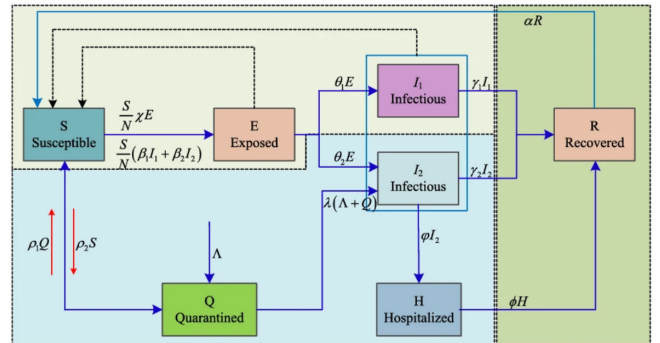 αR
S
Susceptible
S/N χE
S/N (β₁I₁ + β₂I₂)
E
Exposed
θ₁E
θ₂E
I₁
Infectious
γ₁I₁
I₂
Infectious
γ₂I₂
R
Recovered
λ(Λ+Q)
φI₂
ρ₁Q
ρ₂S
Λ
Q
Quarantined
H
Hospitalized
ϕH